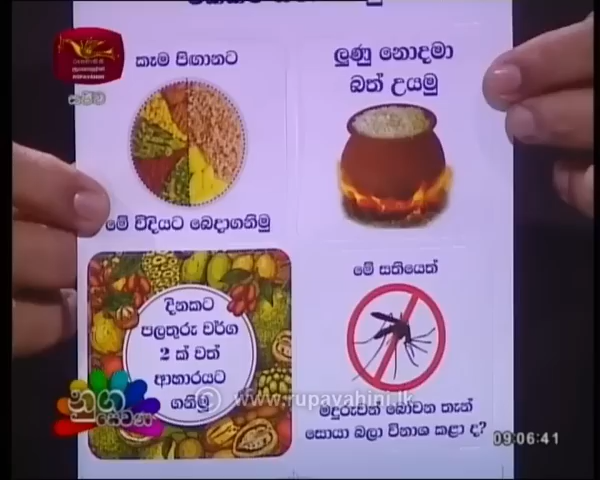 කෑම පිඟානට
මේ විදියට බෙදාගනිමු
ලුණු නොදමා
බත් උයමු
දිනකට
පලතුරු වර්ග
2 ක් වත්
ආහාරයට
ගනිමු
මේ සතියෙත්
මදුරුවන් බෝවන තැන්
සොයා බලා විනාශ කළා ද?
නුග
සෙවණ
© www.rupavahini.lk
09:06:41